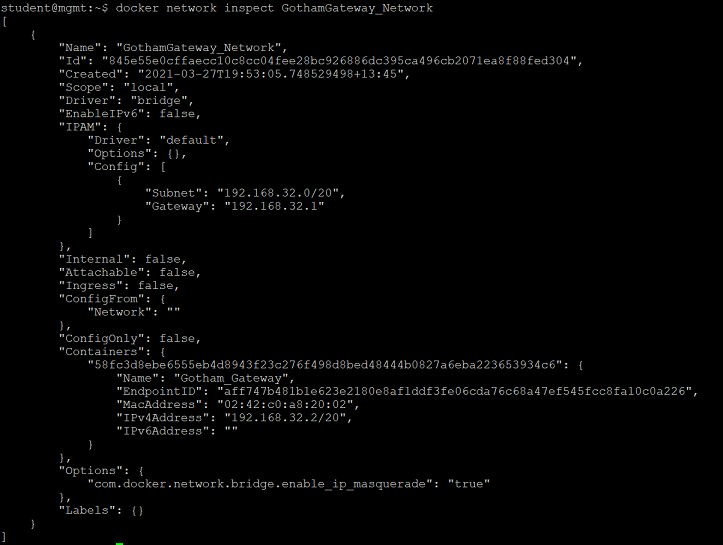 student@mgmt:~$ docker network inspect GothamGateway_Network
[
    {
        "Name": "GothamGateway_Network",
        "Id": "845e55e0cffaecc10c8cc04fee28bc926886dc395ca496cb2071ea8f88fed304",
        "Created": "2021-03-27T19:53:05.748529498+13:45",
        "Scope": "local",
        "Driver": "bridge",
        "EnableIPv6": false,
        "IPAM": {
            "Driver": "default",
            "Options": {},
            "Config": [
                {
                    "Subnet": "192.168.32.0/20",
                    "Gateway": "192.168.32.1"
                }
            ]
        },
        "Internal": false,
        "Attachable": false,
        "Ingress": false,
        "ConfigFrom": {
            "Network": ""
        },
        "ConfigOnly": false,
        "Containers": {
            "58fc3d8ebe6555eb4d8943f23c276f498d8bed48444b0827a6eba223653934c6": {
                "Name": "Gotham_Gateway",
                "EndpointID": "aff747b481b1e623e2180e8af1ddf3fe06cda76c68a47ef545fcc8fa10c0a226",
                "MacAddress": "02:42:c0:a8:20:02",
                "IPv4Address": "192.168.32.2/20",
                "IPv6Address": ""
            }
        },
        "Options": {
            "com.docker.network.bridge.enable_ip_masquerade": "true"
        },
        "Labels": {}
    }
]